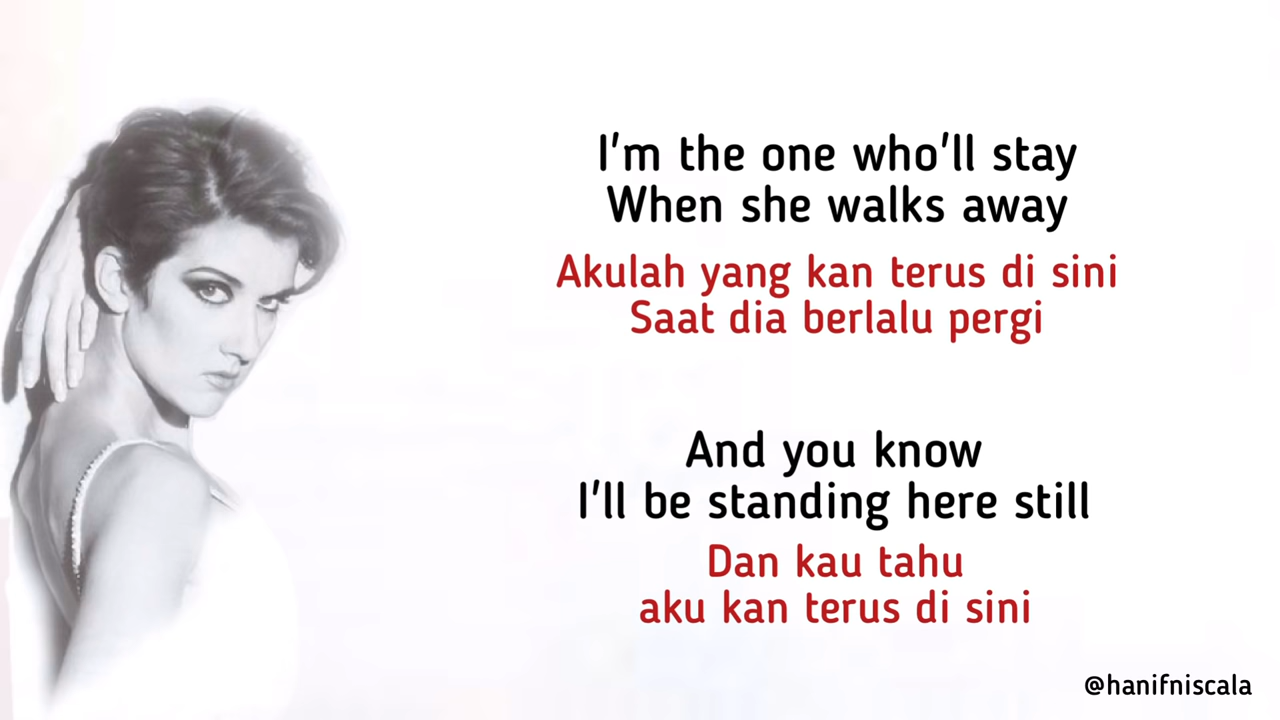 I'm the one who'll stay
When she walks away
Akulah yang kan terus di sini
Saat dia berlalu pergi
And you know
I'll be standing here still
Dan kau tahu
aku kan terus di sini
@hanifniscala